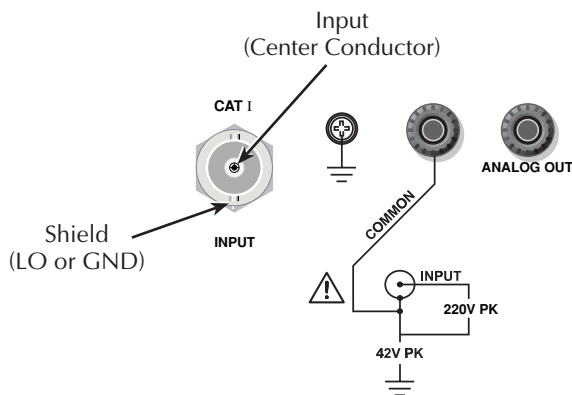 Input
(Center Conductor)
CAT I
ANALOG OUT
Shield
(LO or GND)
INPUT
COMMON
INPUT
220V PK
42V PK